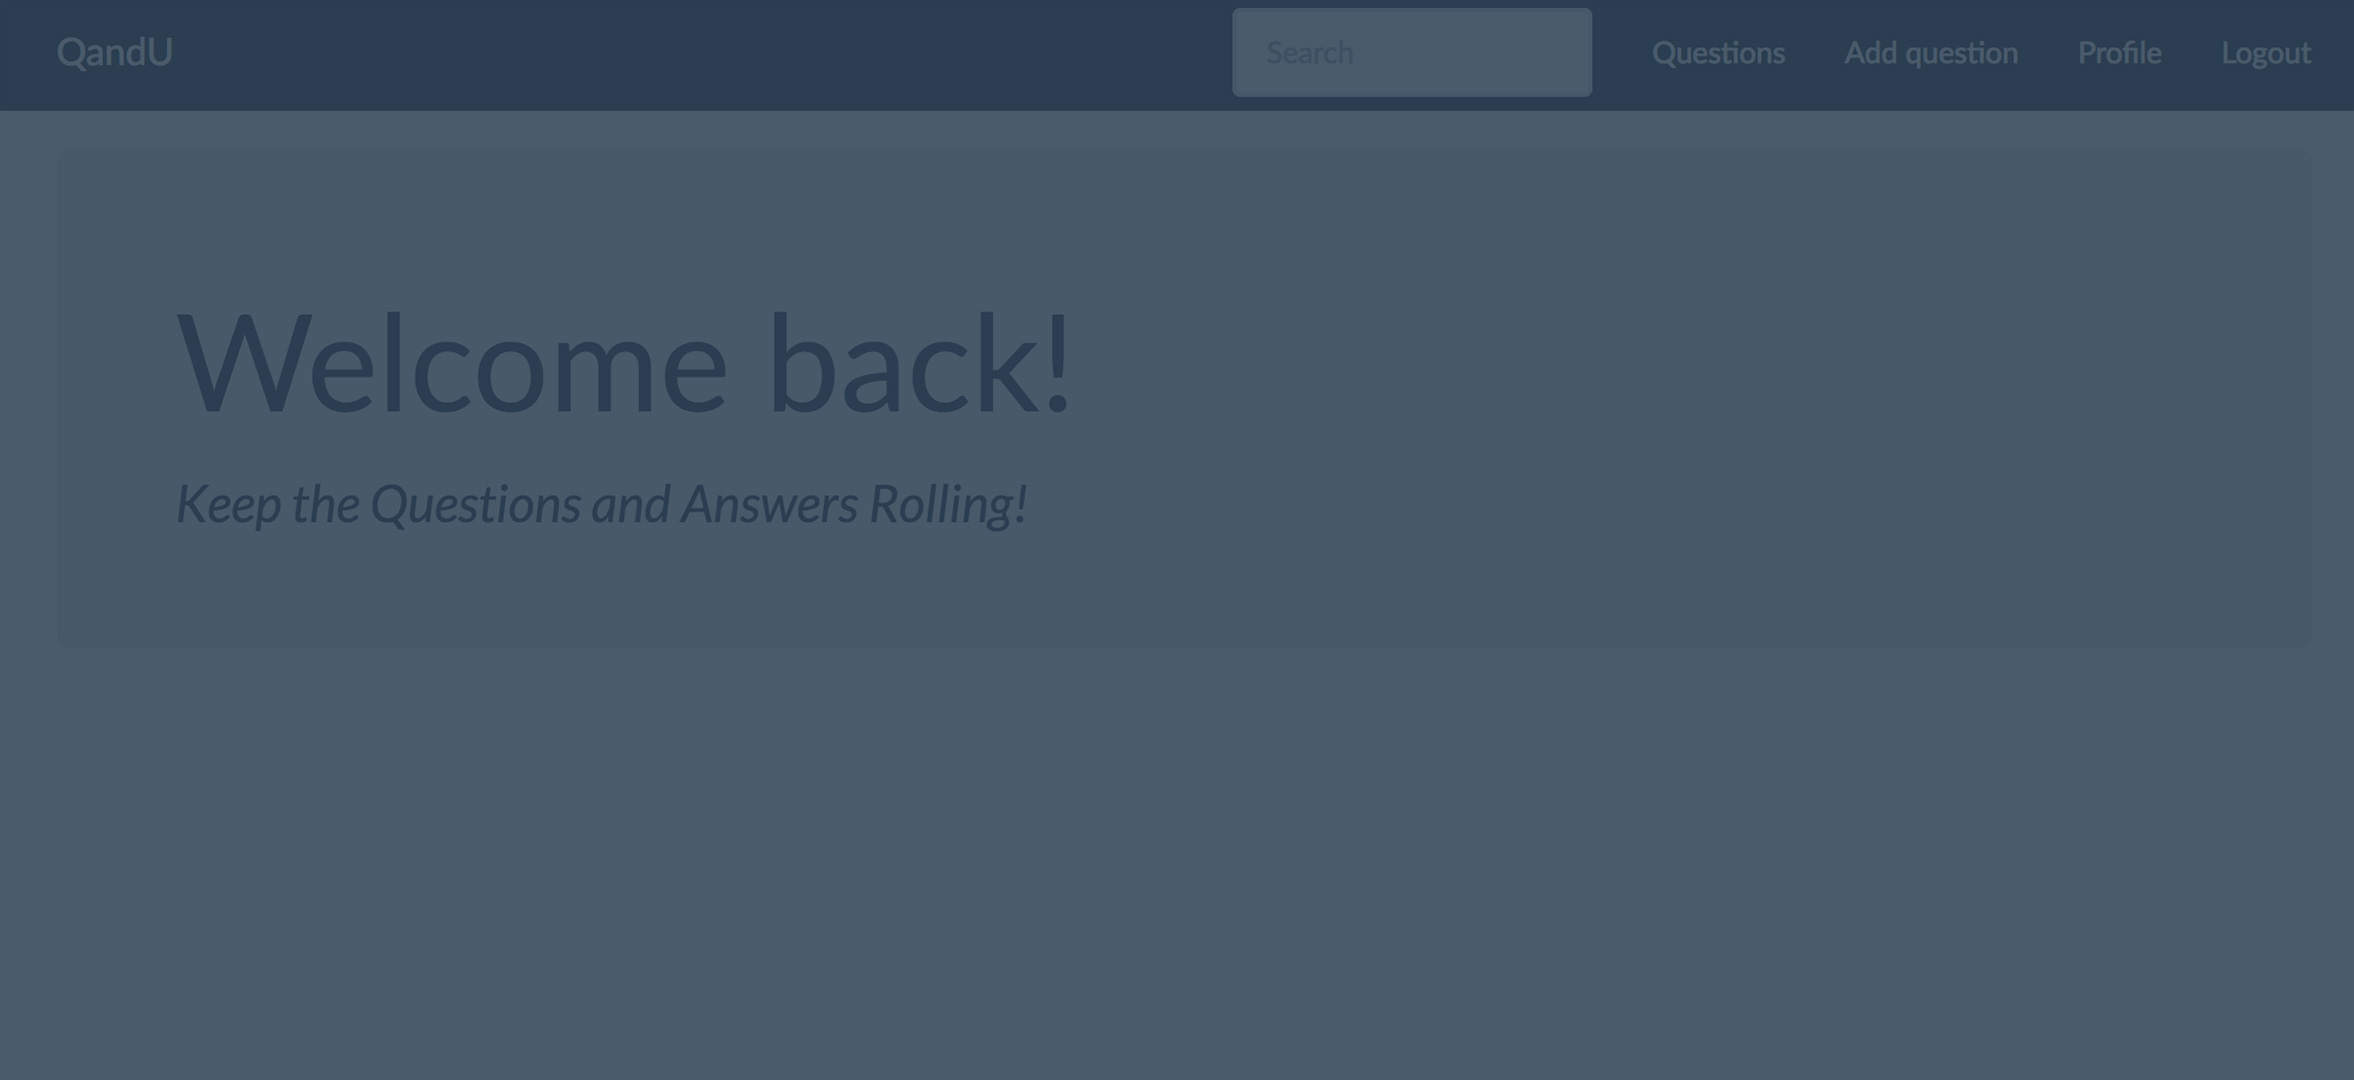 QandU
Search
Questions
Add question
Profile
Logout
Welcome back!
Keep the Questions and Answers Rolling!